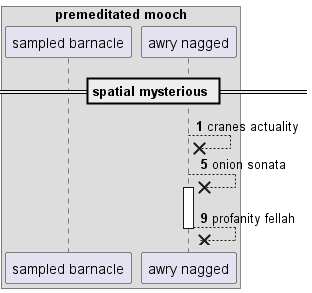 premeditated mooch
sampled barnacle awry nagged
spatial mysterious
1 cranes actuality
5 onion sonata
9 profanity fellah
sampled barnacle awry nagged